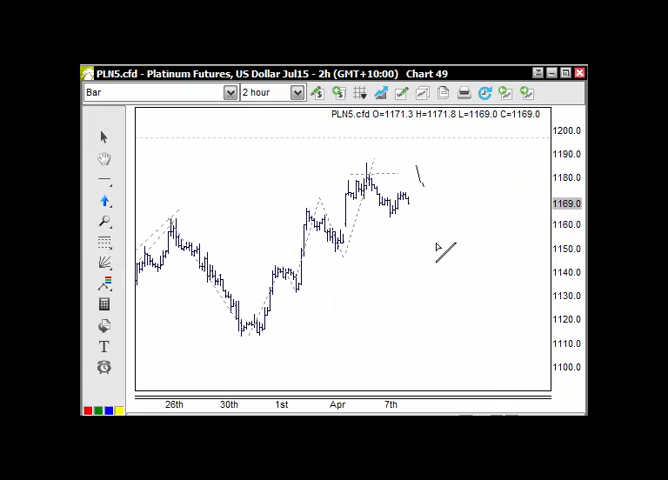 PLN5.cfd - Platinum Futures, US Dollar Jul15 - 2h (GMT+10:00) Chart 49
Bar
2 hour
PLN5.cfd O=1171.3 H=1171.8 L=1169.0 C=1169.0
1200.0
1190.0
1180.0
1169.0
1160.0
1150.0
1140.0
1130.0
1120.0
1110.0
1100.0
T
26th 30th 1st Apr 7th